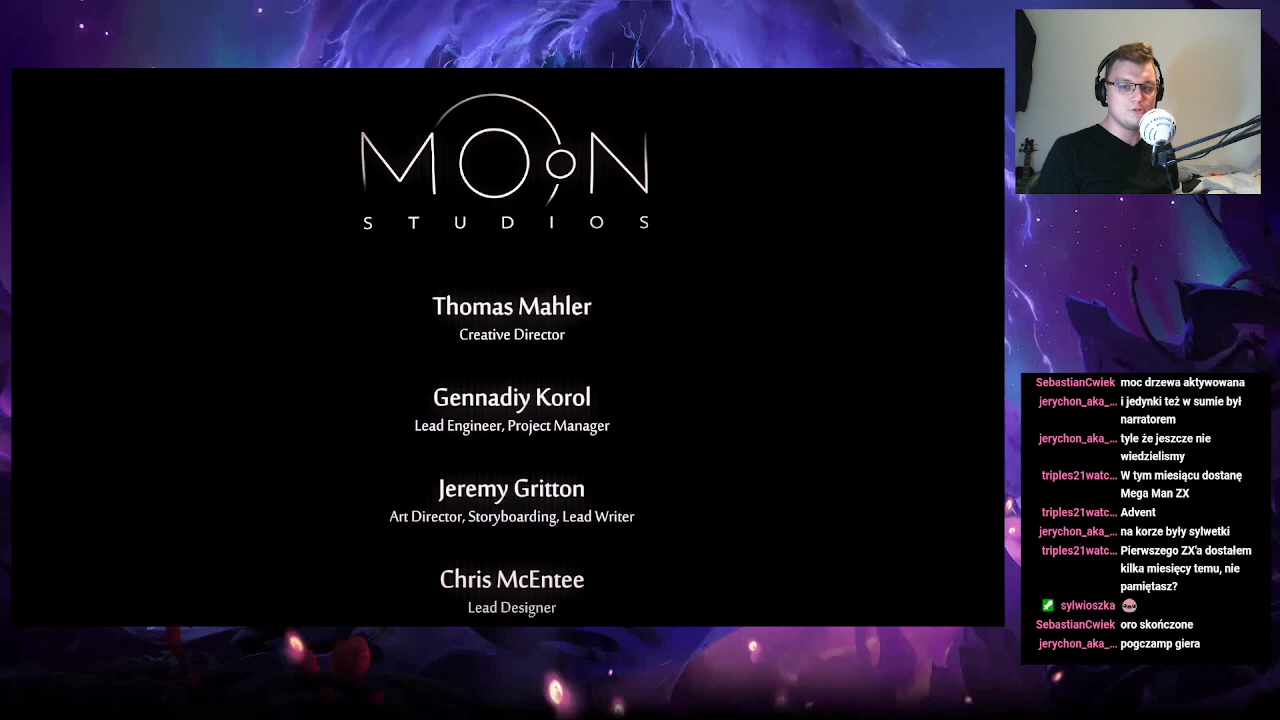 MOON
STUDIOS
Thomas Mahler
Creative Director
Gennadiy Korol
Lead Engineer, Project Manager
Jeremy Gritton
Art Director, Storyboarding, Lead Writer
Chris McEntee
Lead Designer
SebastianCwiek moc drzewa aktywowana
jerychon_aka_... i jedynki też w sumie był
narratorem
jerychon_aka_... tyle że jeszcze nie
wiedzielismy
triples21watc... W tym miesiącu dostanę
Mega Man ZX
triples21watc... Advent
jerychon_aka_... na korze były sylwetki
triples21watc... Pierwszego ZX'a dostałem
kilka miesięcy temu, nie
pamiętasz?
sylwioszka
SebastianCwiek oro skończone
jerychon_aka_... pogczamp giera